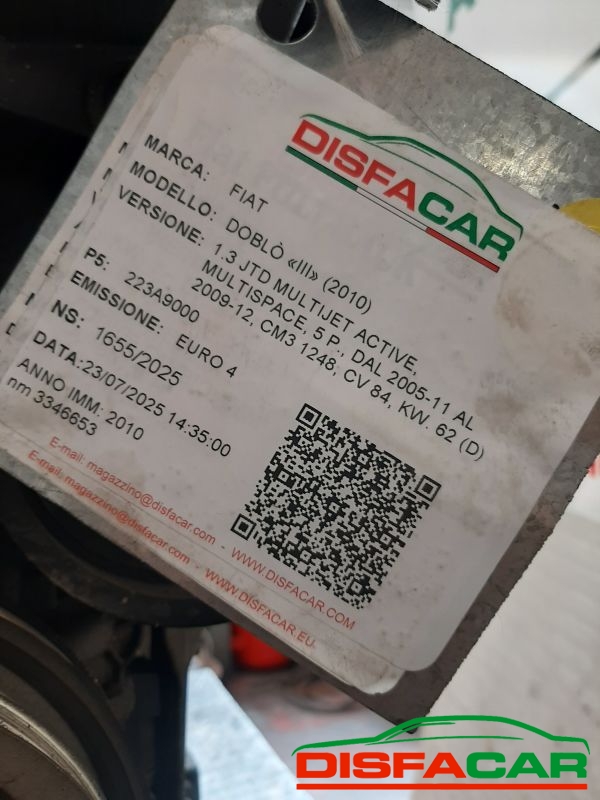 DISFACAR
MARCA: FIAT
MODELLO: DOBLÒ «III» (2010)
VERSIONE: 1.3 JTD MULTIJET ACTIVE,
MULTISPACE, 5 P., DAL 2005-11 AL
2009-12, CM3 1248, CV 84, KW. 62 (D)
P5: 223A9000
EMISSIONE: EURO 4
NS: 1655/2025
DATA:23/07/2025 14:35:00
ANNO IMM: 2010
nm 3346653
E-mail: magazzino@disfacar.com - WWW.DISFACAR.COM
E-mail: magazzino@disfacar.com - WWW.DISFACAR.EU
DISFACAR